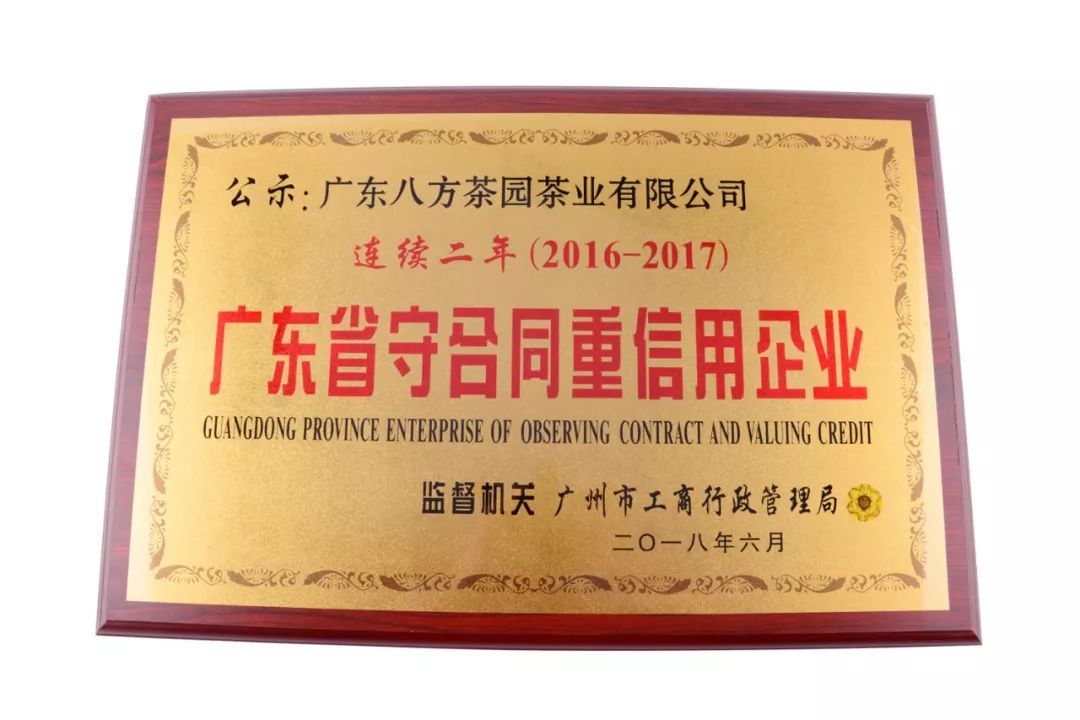 公示:广东八方茶园茶业有限公司
连续二年(2016-2017)
广东省守合同重信用企业
GUANGDONG PROVINCE ENTERPRISE OF OBSERVING CONTRACT AND VALUING CREDIT
监督机关 广州市工商行政管理局
二〇一八年六月